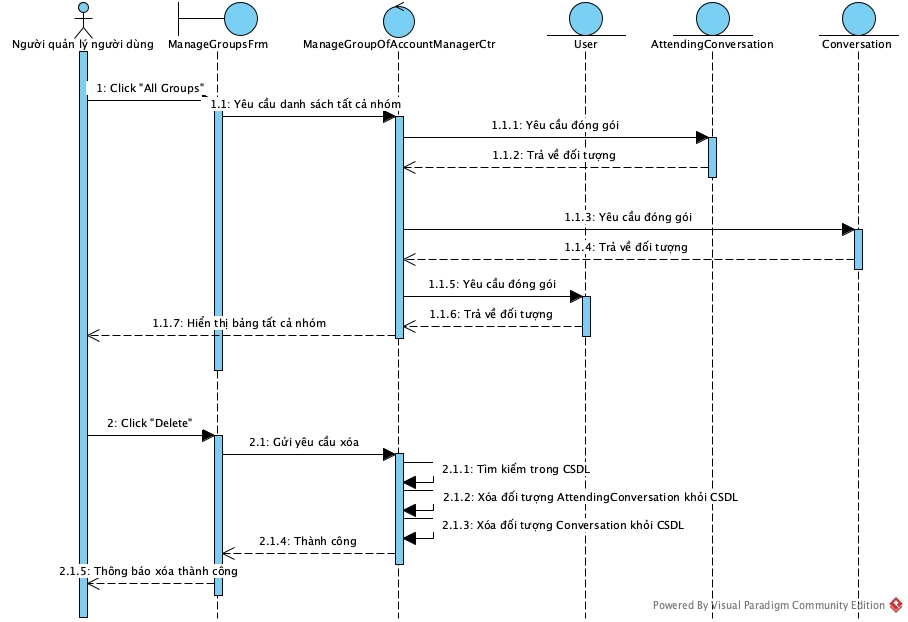 Người quản lý người dùng
ManageGroupsFrm
ManageGroupOfAccountManagerCtr
User
AttendingConversation
Conversation
1: Click "All Groups"
1.1: Yêu cầu danh sách tất cả nhóm
1.1.1: Yêu cầu đóng gói
1.1.2: Trả về đối tượng
1.1.3: Yêu cầu đóng gói
1.1.4: Trả về đối tượng
1.1.5: Yêu cầu đóng gói
1.1.6: Trả về đối tượng
1.1.7: Hiển thị bảng tất cả nhóm
2: Click "Delete"
2.1: Gửi yêu cầu xóa
2.1.1: Tìm kiếm trong CSDL
2.1.2: Xóa đối tượng AttendingConversation khỏi CSDL
2.1.3: Xóa đối tượng Conversation khỏi CSDL
2.1.4: Thành công
2.1.5: Thông báo xóa thành công
Powered By Visual Paradigm Community Edition